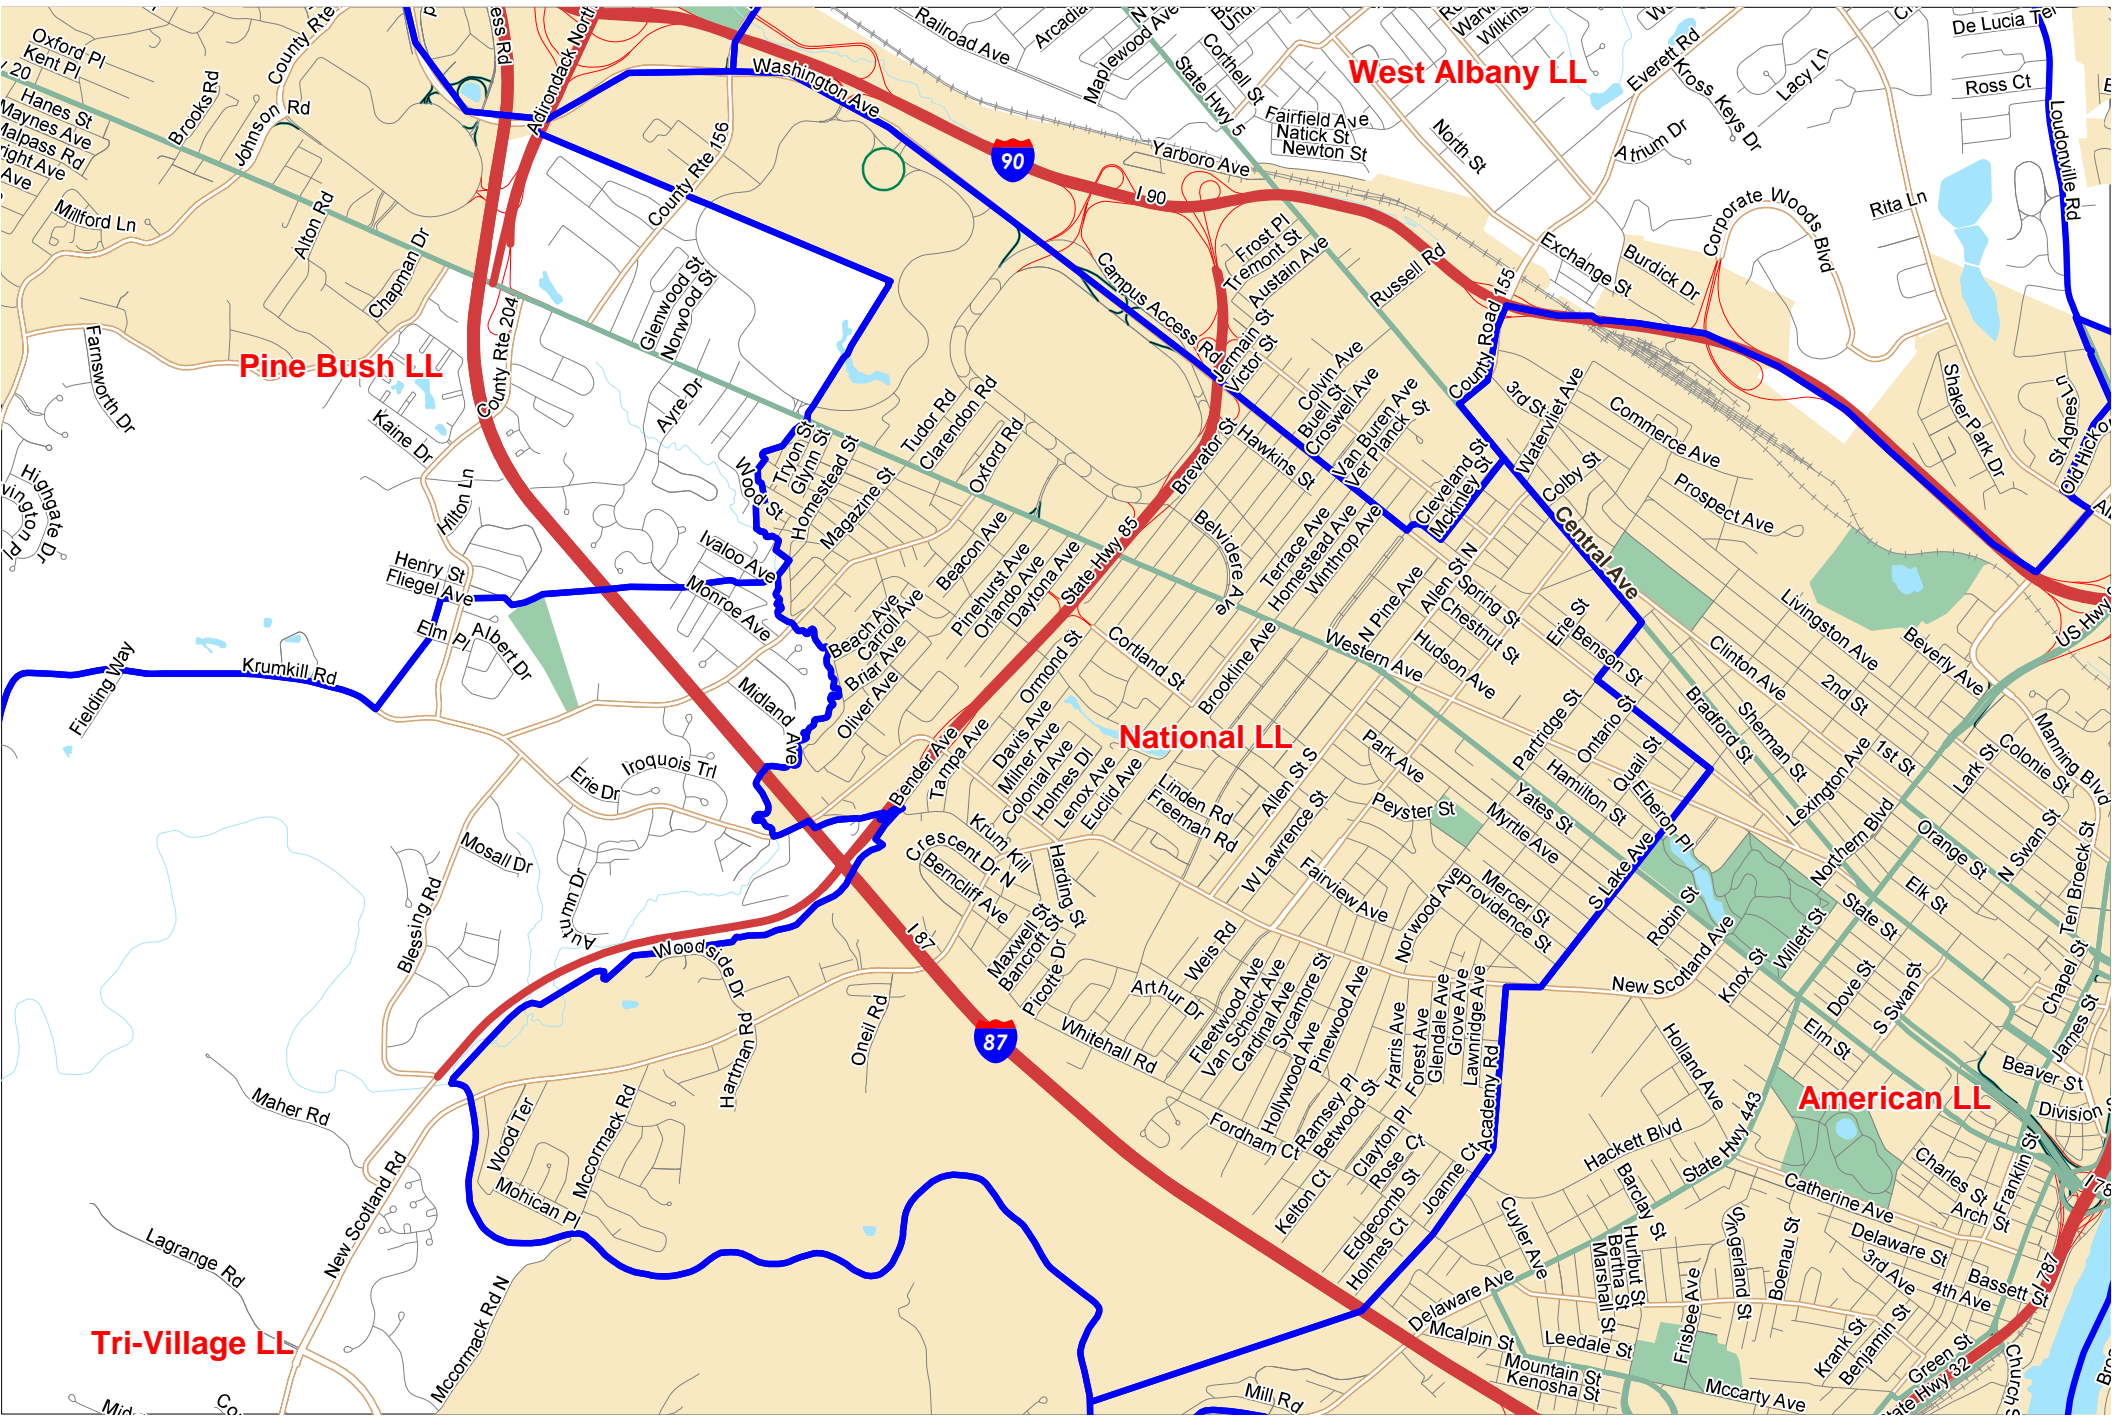 West Albany LL
Pine Bush LL
National LL
American LL
Tri-Village LL
90
87
Oxford Pl
Kent Pl
Hanes St
Maynes Ave
Malpass Rd
Brooks Rd
Johnson Rd
County Rte
Millford Ln
Alton Rd
Chapman Dr
Farnsworth Dr
Highgate Dr
Adirondack North
Washington Ave
County Rte 156
County Rte 204
Glenwood St
Norwood St
Ayre Dr
Kaine Dr
Hilton Ln
Henry St
Fliegel Ave
Elm Pl
Albert Dr
Krumkill Rd
Fielding Way
Ivaloo Ave
Monroe Ave
Midland Ave
Iroquois Trl
Erie Dr
Mosall Dr
Autumn Dr
Blessing Rd
Woodside Dr
Maher Rd
Lagrange Rd
New Scotland Rd
Wood Ter
Mohican Pl
Mccormack Rd
Mccormack Rd N
Hartman Rd
Oneil Rd
I 87
Railroad Ave
Maplewood Ave
Corthell St
State Hwy 5
Fairfield Ave
Natick St
Newton St
Yarboro Ave
I 90
North St
Everett Rd
Kross Keys Dr
Lacy Ln
Atrium Dr
De Lucia Ter
Ross Ct
Loudonville Rd
Rita Ln
Corporate Woods Blvd
Exchange St
Burdick Dr
Shaker Park Dr
St Agnes Ln
Frost Pl
Tremont St
Austain Ave
Russell Rd
County Road 155
Campus Access Rd
Jermain St
Victor St
Colvin Ave
Buell St
Croswell Ave
Van Buren Ave
Ver Planck St
Hawkins St
Brevator St
3rd St
Watervliet Ave
Commerce Ave
Prospect Ave
Colby St
Cleveland St
Mckinley St
Central Ave
Tudor Rd
Clarendon Rd
Oxford Rd
Tryon St
Glynn St
Homestead St
Magazine St
Wood St
Beacon Ave
Pinehurst Ave
Orlando Ave
Daytona Ave
State Hwy 85
Belvidere Ave
Terrace Ave
Homestead Ave
Winthrop Ave
Beach Ave
Carroll Ave
Briar Ave
Oliver Ave
Ormond St
Cortland St
Brookline Ave
Western Ave
N Pine Ave
Allen St N
Spring St
Chestnut St
Hudson Ave
Erie St
Benson St
Bradford St
Sherman St
Clinton Ave
Livingston Ave
2nd St
1st St
Beverly Ave
US Hwy 9
Manning Blvd
Colonie St
Lark St
Lexington Ave
Northern Blvd
Orange St
N Swan St
Ten Broeck St
Elk St
State St
Bender Ave
Tampa Ave
Davis Ave
Milner Ave
Colonial Ave
Holmes Dl
Lenox Ave
Euclid Ave
Linden Rd
Freeman Rd
Allen St S
W Lawrence St
Park Ave
Peyster St
Partridge St
Ontario St
Quail St
Hamilton St
Yates St
Myrtle Ave
Elberon Pl
S Lake Ave
Krum Kill
Crescent Dr N
Berncliff Ave
Harding St
Maxwell St
Bancroft St
Picotte Dr
Whitehall Rd
Arthur Dr
Weis Rd
Fairview Ave
Norwood Ave
Mercer St
Providence St
Robin St
New Scotland Ave
Knox St
Willett St
Dove St
S Swan St
Chapel St
James St
Elm St
Beaver St
Division St
Fleetwood Ave
Van Schoick Ave
Cardinal Ave
Sycamore St
Hollywood Ave
Pinewood Ave
Harris Ave
Forest Ave
Glendale Ave
Grove Ave
Lawnridge Ave
Academy Rd
Fordham Ct
Ramsey Pl
Betwood St
Clayton Pl
Rose Ct
Kelton Ct
Edgecomb St
Holmes Ct
Joanne Ct
Holland Ave
State Hwy 443
Hackett Blvd
Barclay St
Cuyler Ave
Hurlbut St
Bertha St
Marshall St
Slingerland St
Boenau St
Frisbee Ave
Catherine Ave
Delaware St
3rd Ave
4th Ave
Bassett St
Charles St
Arch St
Franklin St
I 787
Delaware Ave
Mcalpin St
Leedale St
Mountain St
Kenosha St
Mccarty Ave
Mill Rd
Krank St
Benjamin St
Green St
State Hwy 32
Church St